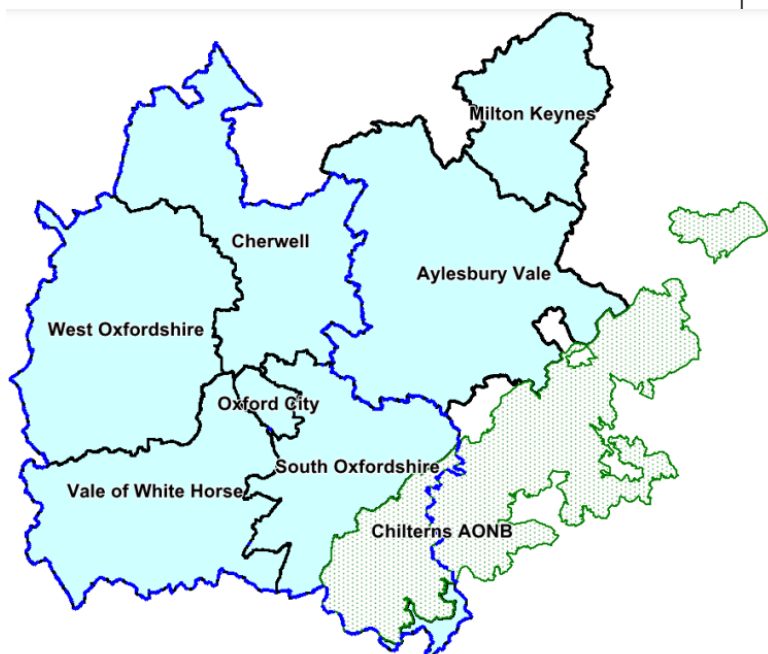 Milton Keynes
Cherwell
Aylesbury Vale
West Oxfordshire
Oxford City
South Oxfordshire
Vale of White Horse
Chilterns AONB